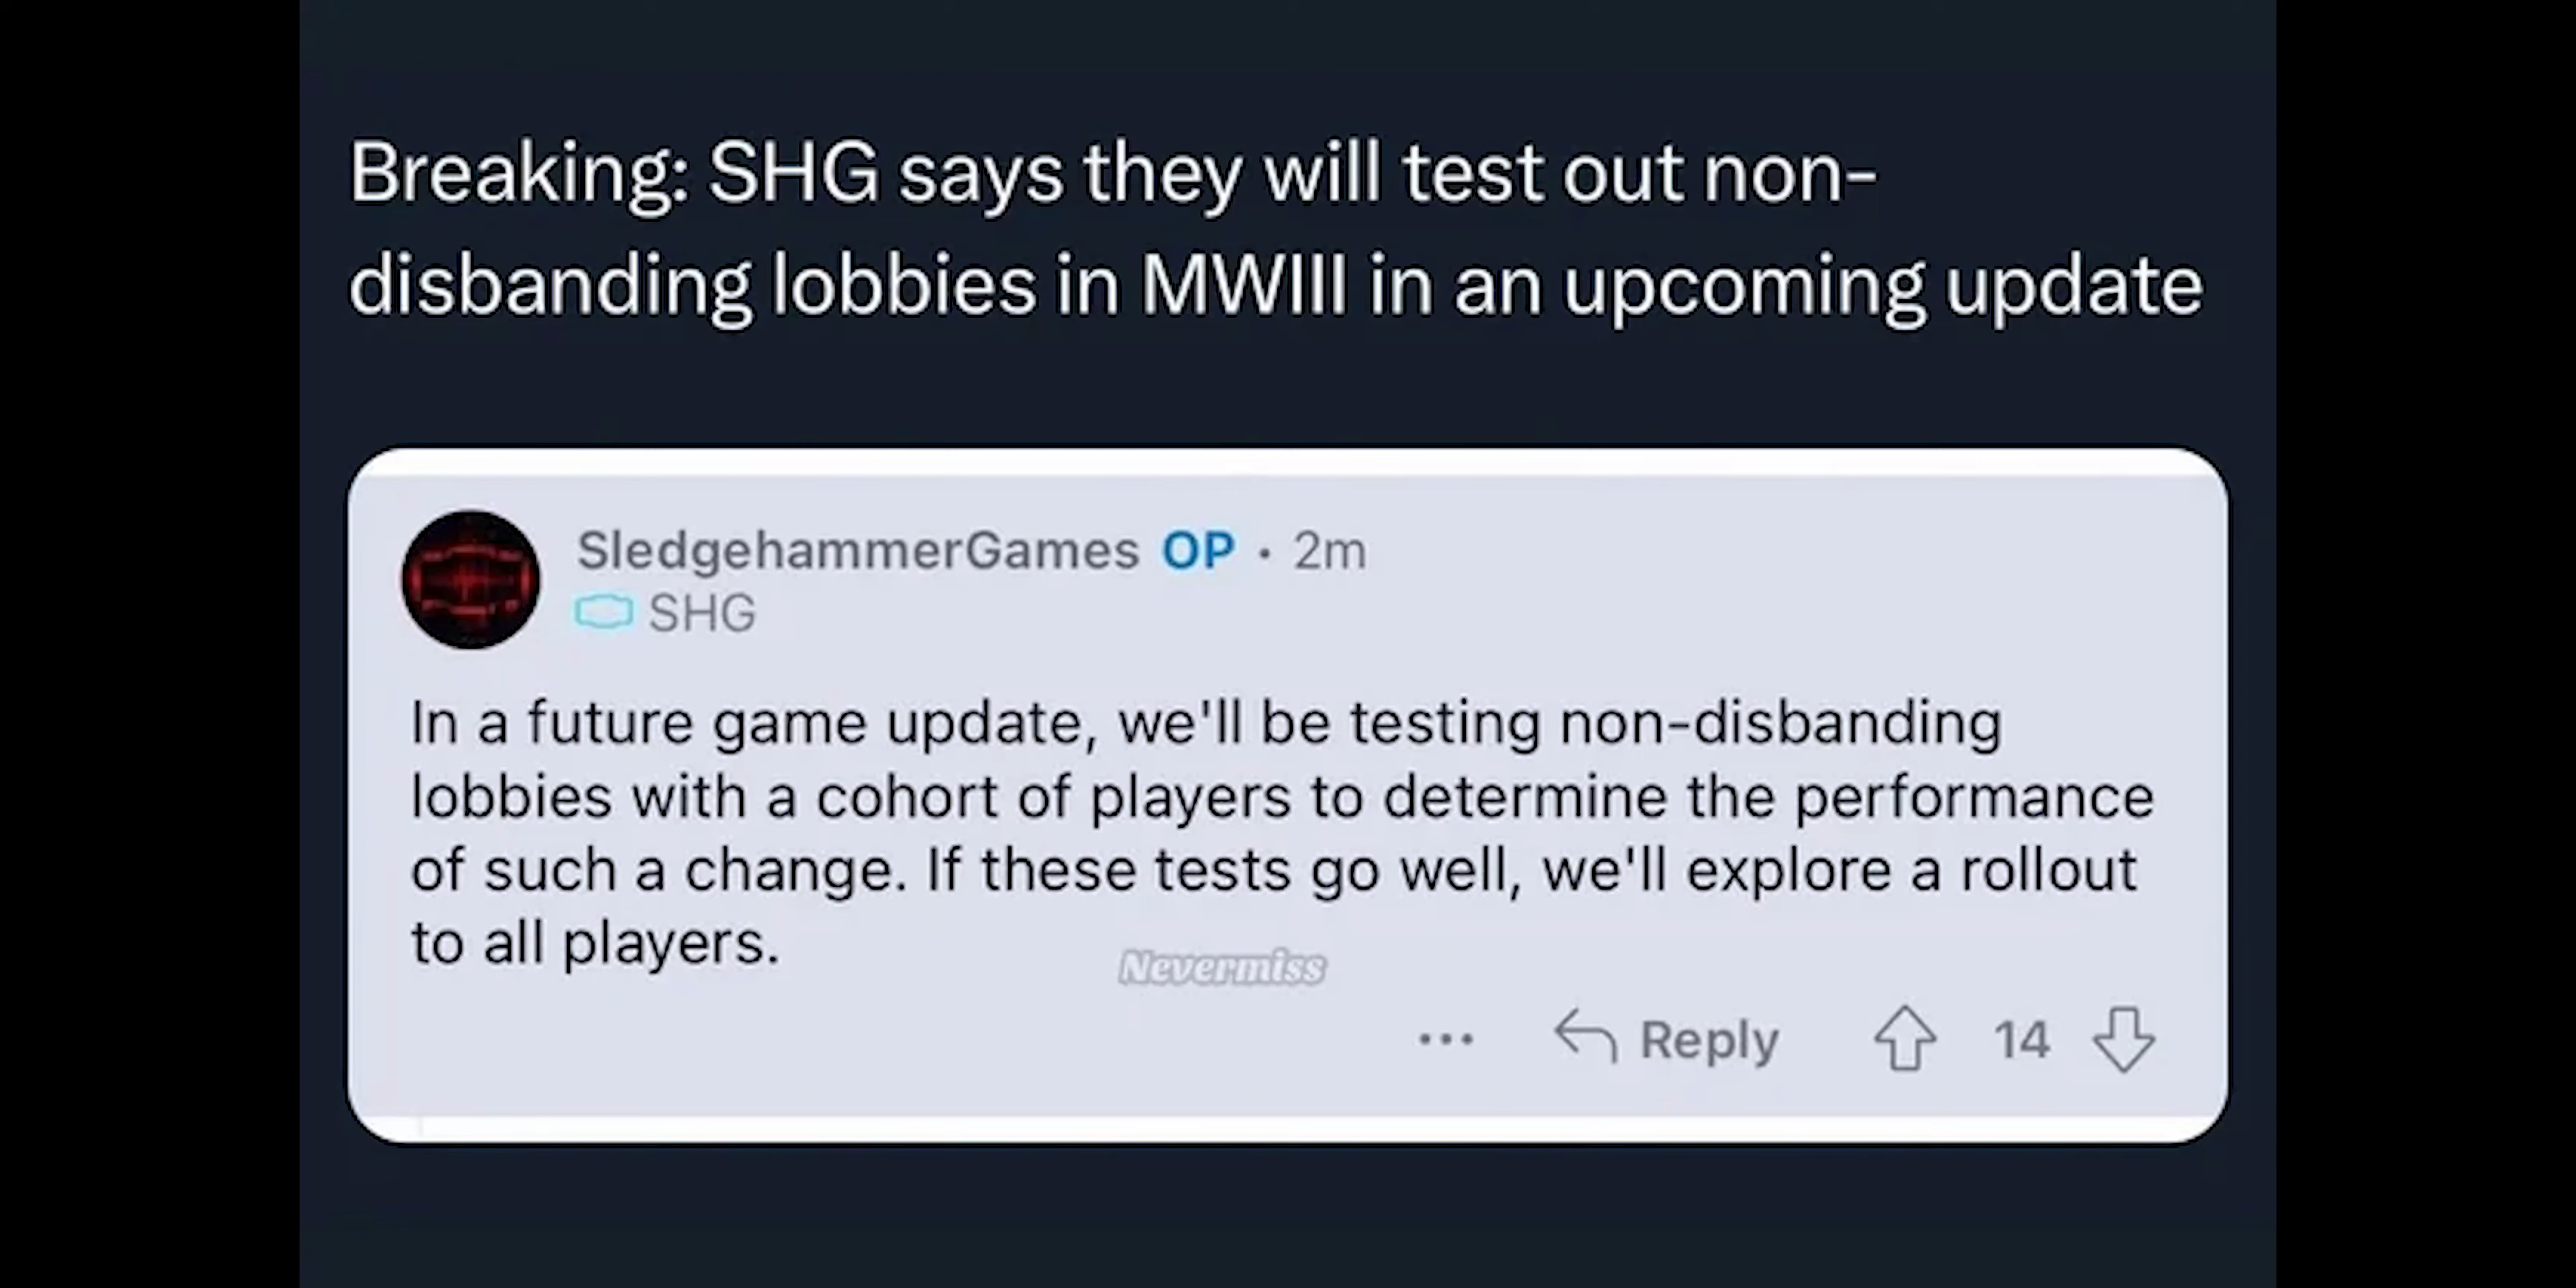 Breaking: SHG says they will test out non-
disbanding lobbies in MWIII in an upcoming update
SledgehammerGames OP · 2m
SHG
In a future game update, we'll be testing non-disbanding
lobbies with a cohort of players to determine the performance
of such a change. If these tests go well, we'll explore a rollout
to all players.
Nevermiss
... Reply 14